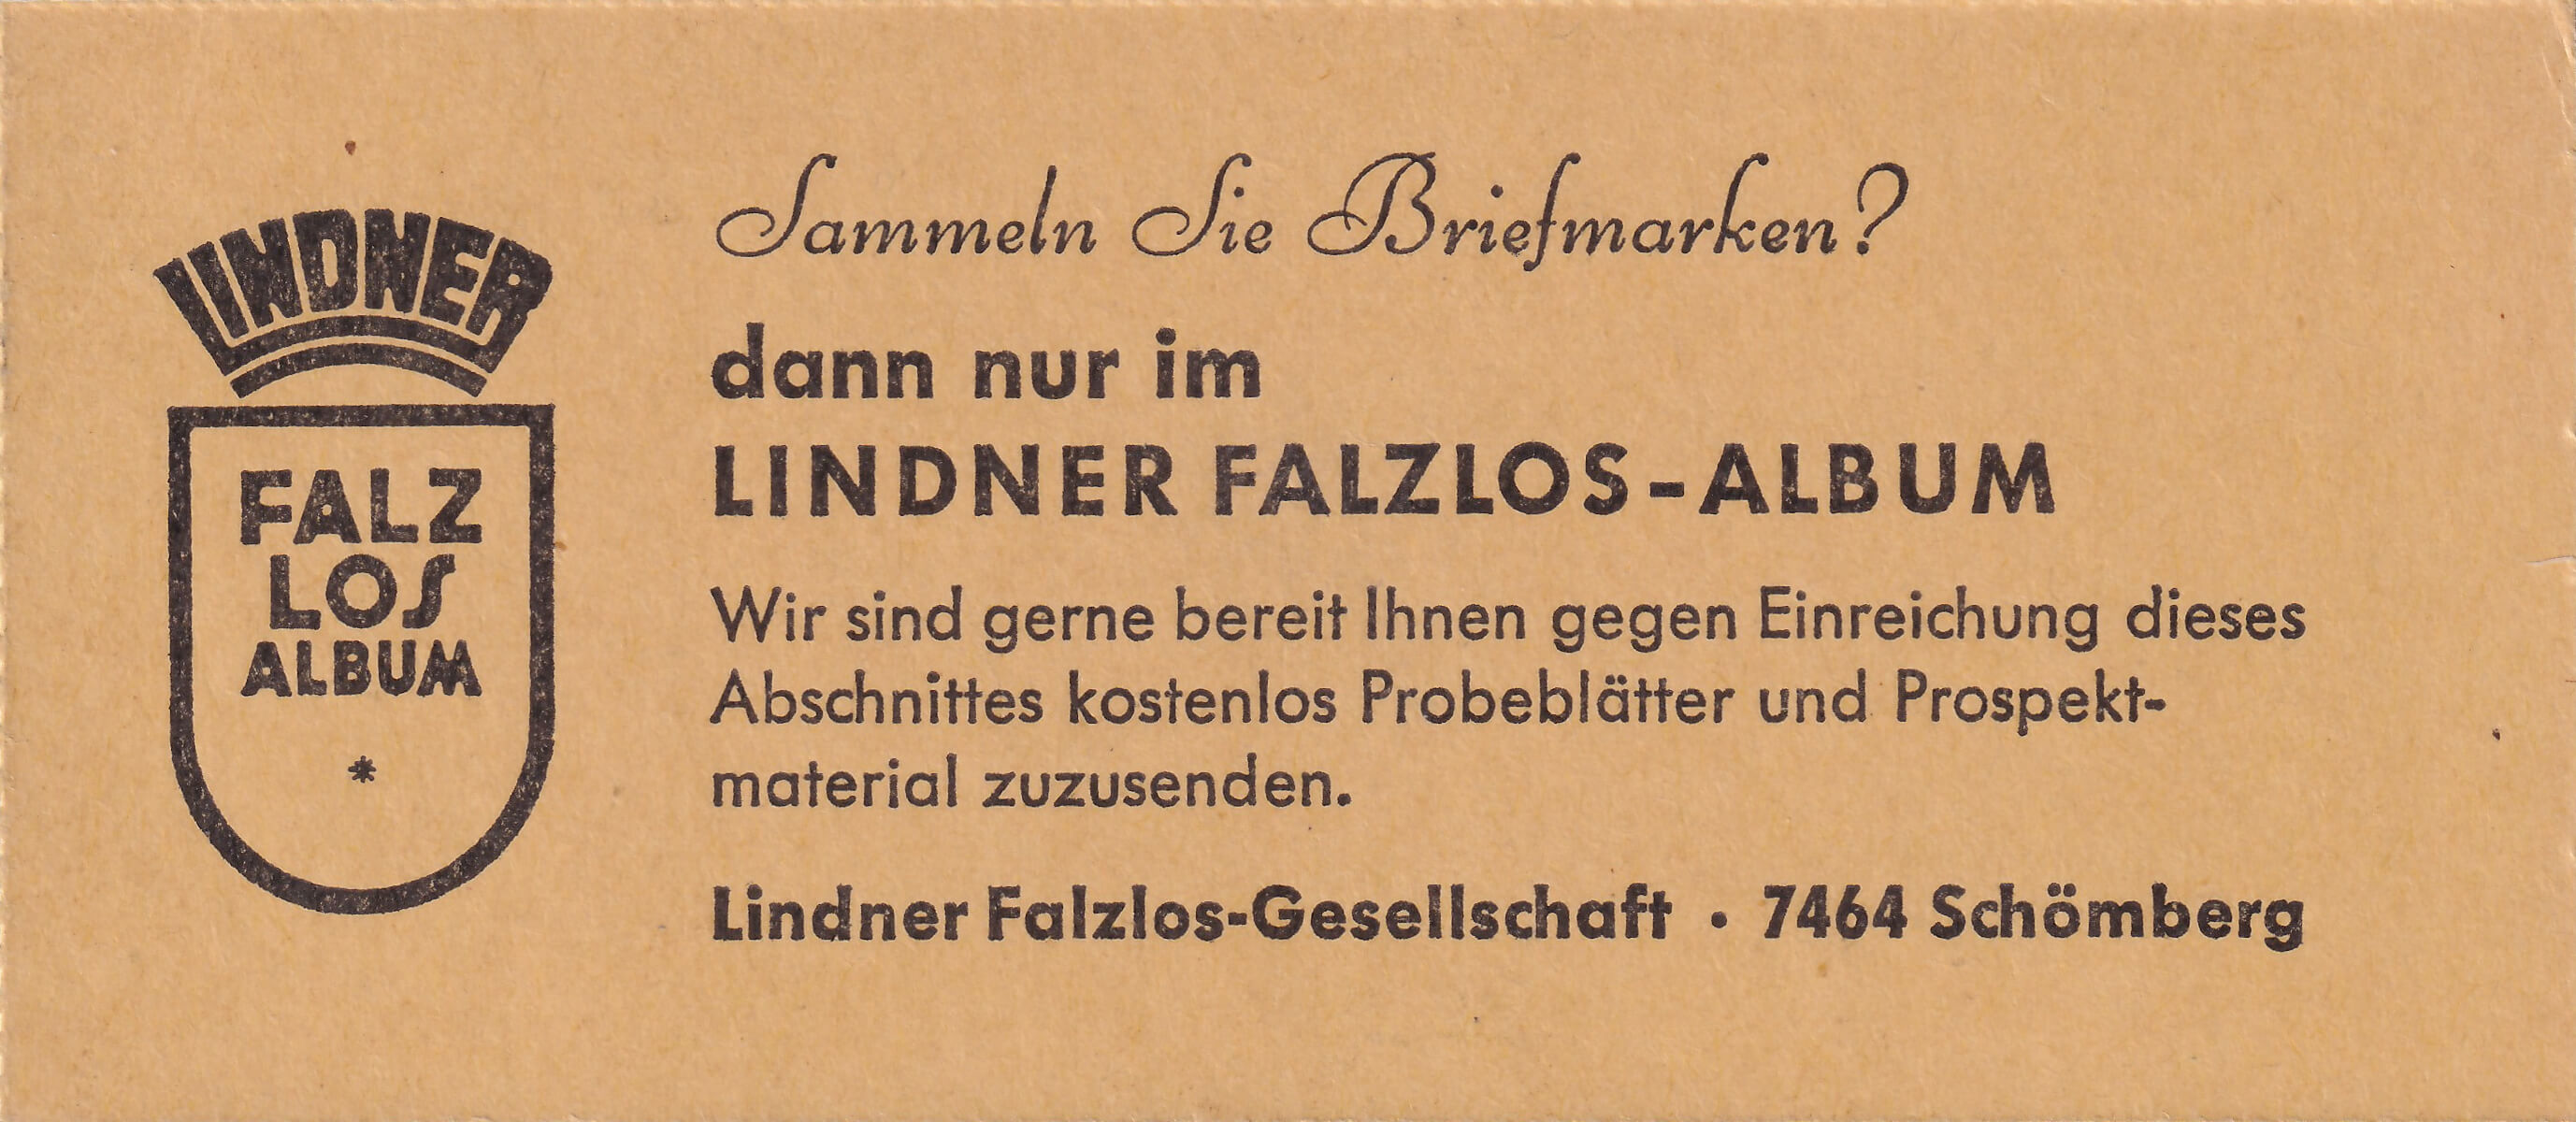 LINDNER
FALZ
LOS
ALBUM
*
Sammeln Sie Briefmarken?
dann nur im
LINDNER FALZLOS-ALBUM
Wir sind gerne bereit Ihnen gegen Einreichung dieses
Abschnittes kostenlos Probeblätter und Prospekt-
material zuzusenden.
Lindner Falzlos-Gesellschaft · 7464 Schömberg